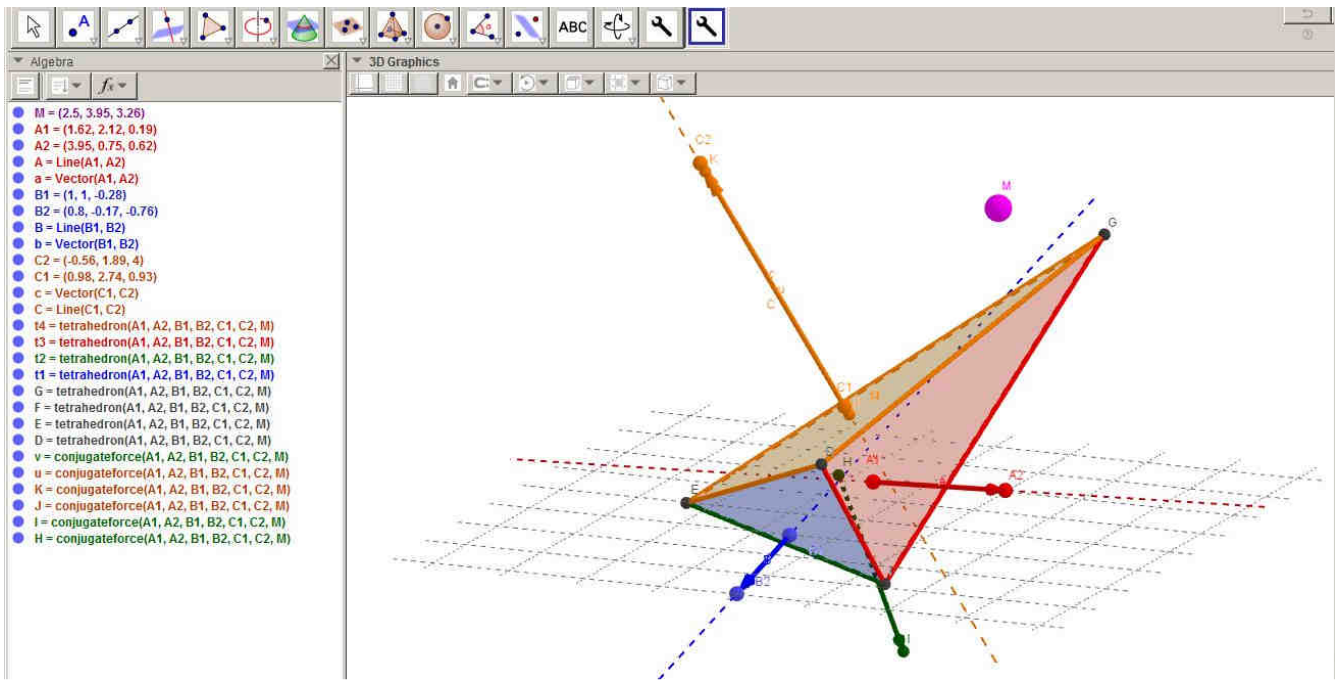 ABC
Algebra
3D Graphics
M = (2.5, 3.95, 3.26)
A1 = (1.62, 2.12, 0.19)
A2 = (3.95, 0.75, 0.62)
A = Line(A1, A2)
a = Vector(A1, A2)
B1 = (1, 1, -0.28)
B2 = (0.8, -0.17, -0.76)
B = Line(B1, B2)
b = Vector(B1, B2)
C2 = (-0.56, 1.89, 4)
C1 = (0.98, 2.74, 0.93)
c = Vector(C1, C2)
C = Line(C1, C2)
t4 = tetrahedron(A1, A2, B1, B2, C1, C2, M)
t3 = tetrahedron(A1, A2, B1, B2, C1, C2, M)
t2 = tetrahedron(A1, A2, B1, B2, C1, C2, M)
t1 = tetrahedron(A1, A2, B1, B2, C1, C2, M)
G = tetrahedron(A1, A2, B1, B2, C1, C2, M)
F = tetrahedron(A1, A2, B1, B2, C1, C2, M)
E = tetrahedron(A1, A2, B1, B2, C1, C2, M)
D = tetrahedron(A1, A2, B1, B2, C1, C2, M)
v = conjugateforce(A1, A2, B1, B2, C1, C2, M)
u = conjugateforce(A1, A2, B1, B2, C1, C2, M)
K = conjugateforce(A1, A2, B1, B2, C1, C2, M)
J = conjugateforce(A1, A2, B1, B2, C1, C2, M)
I = conjugateforce(A1, A2, B1, B2, C1, C2, M)
H = conjugateforce(A1, A2, B1, B2, C1, C2, M)
C2
K
M
G
u
C
C1
t4
H
A1
A2
E
B2
I